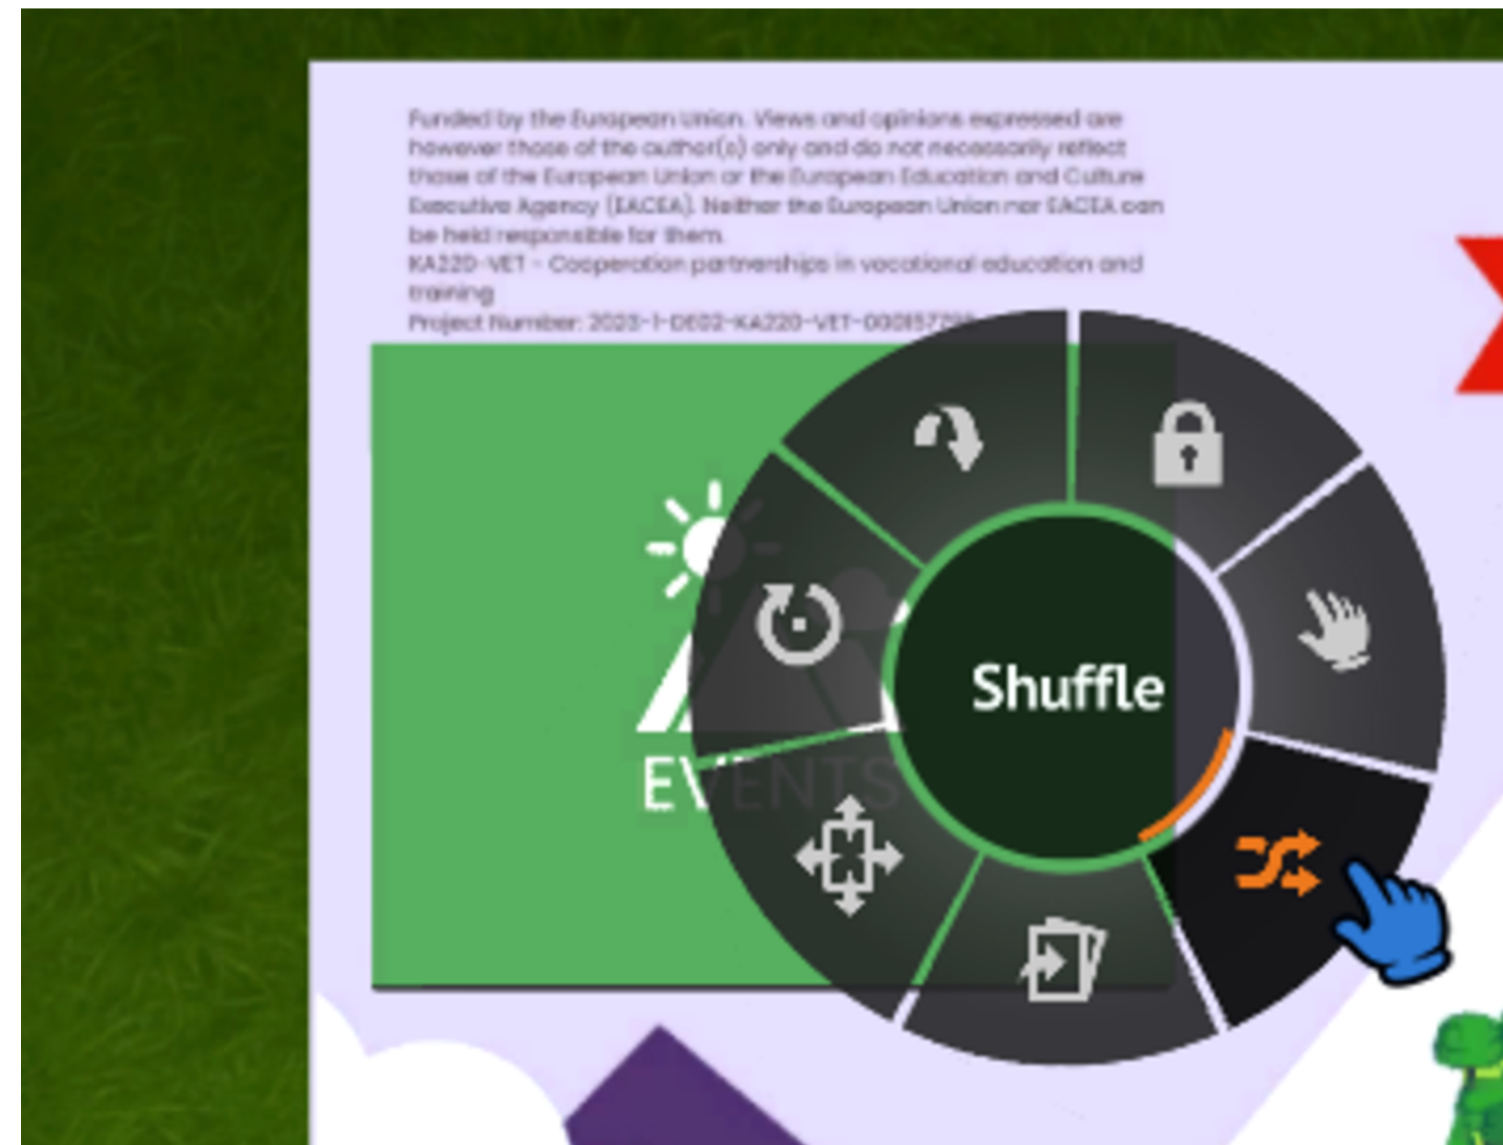 Funded by the European Union. Views and opinions expressed are
however those of the author(s) only and do not necessarily reflect
those of the European Union or the European Education and Culture
Executive Agency (EACEA). Neither the European Union nor EACEA can
be held responsible for them.
KA220-VET - Cooperation partnerships in vocational education and
training
Project Number:
Shuffle
EVENTS